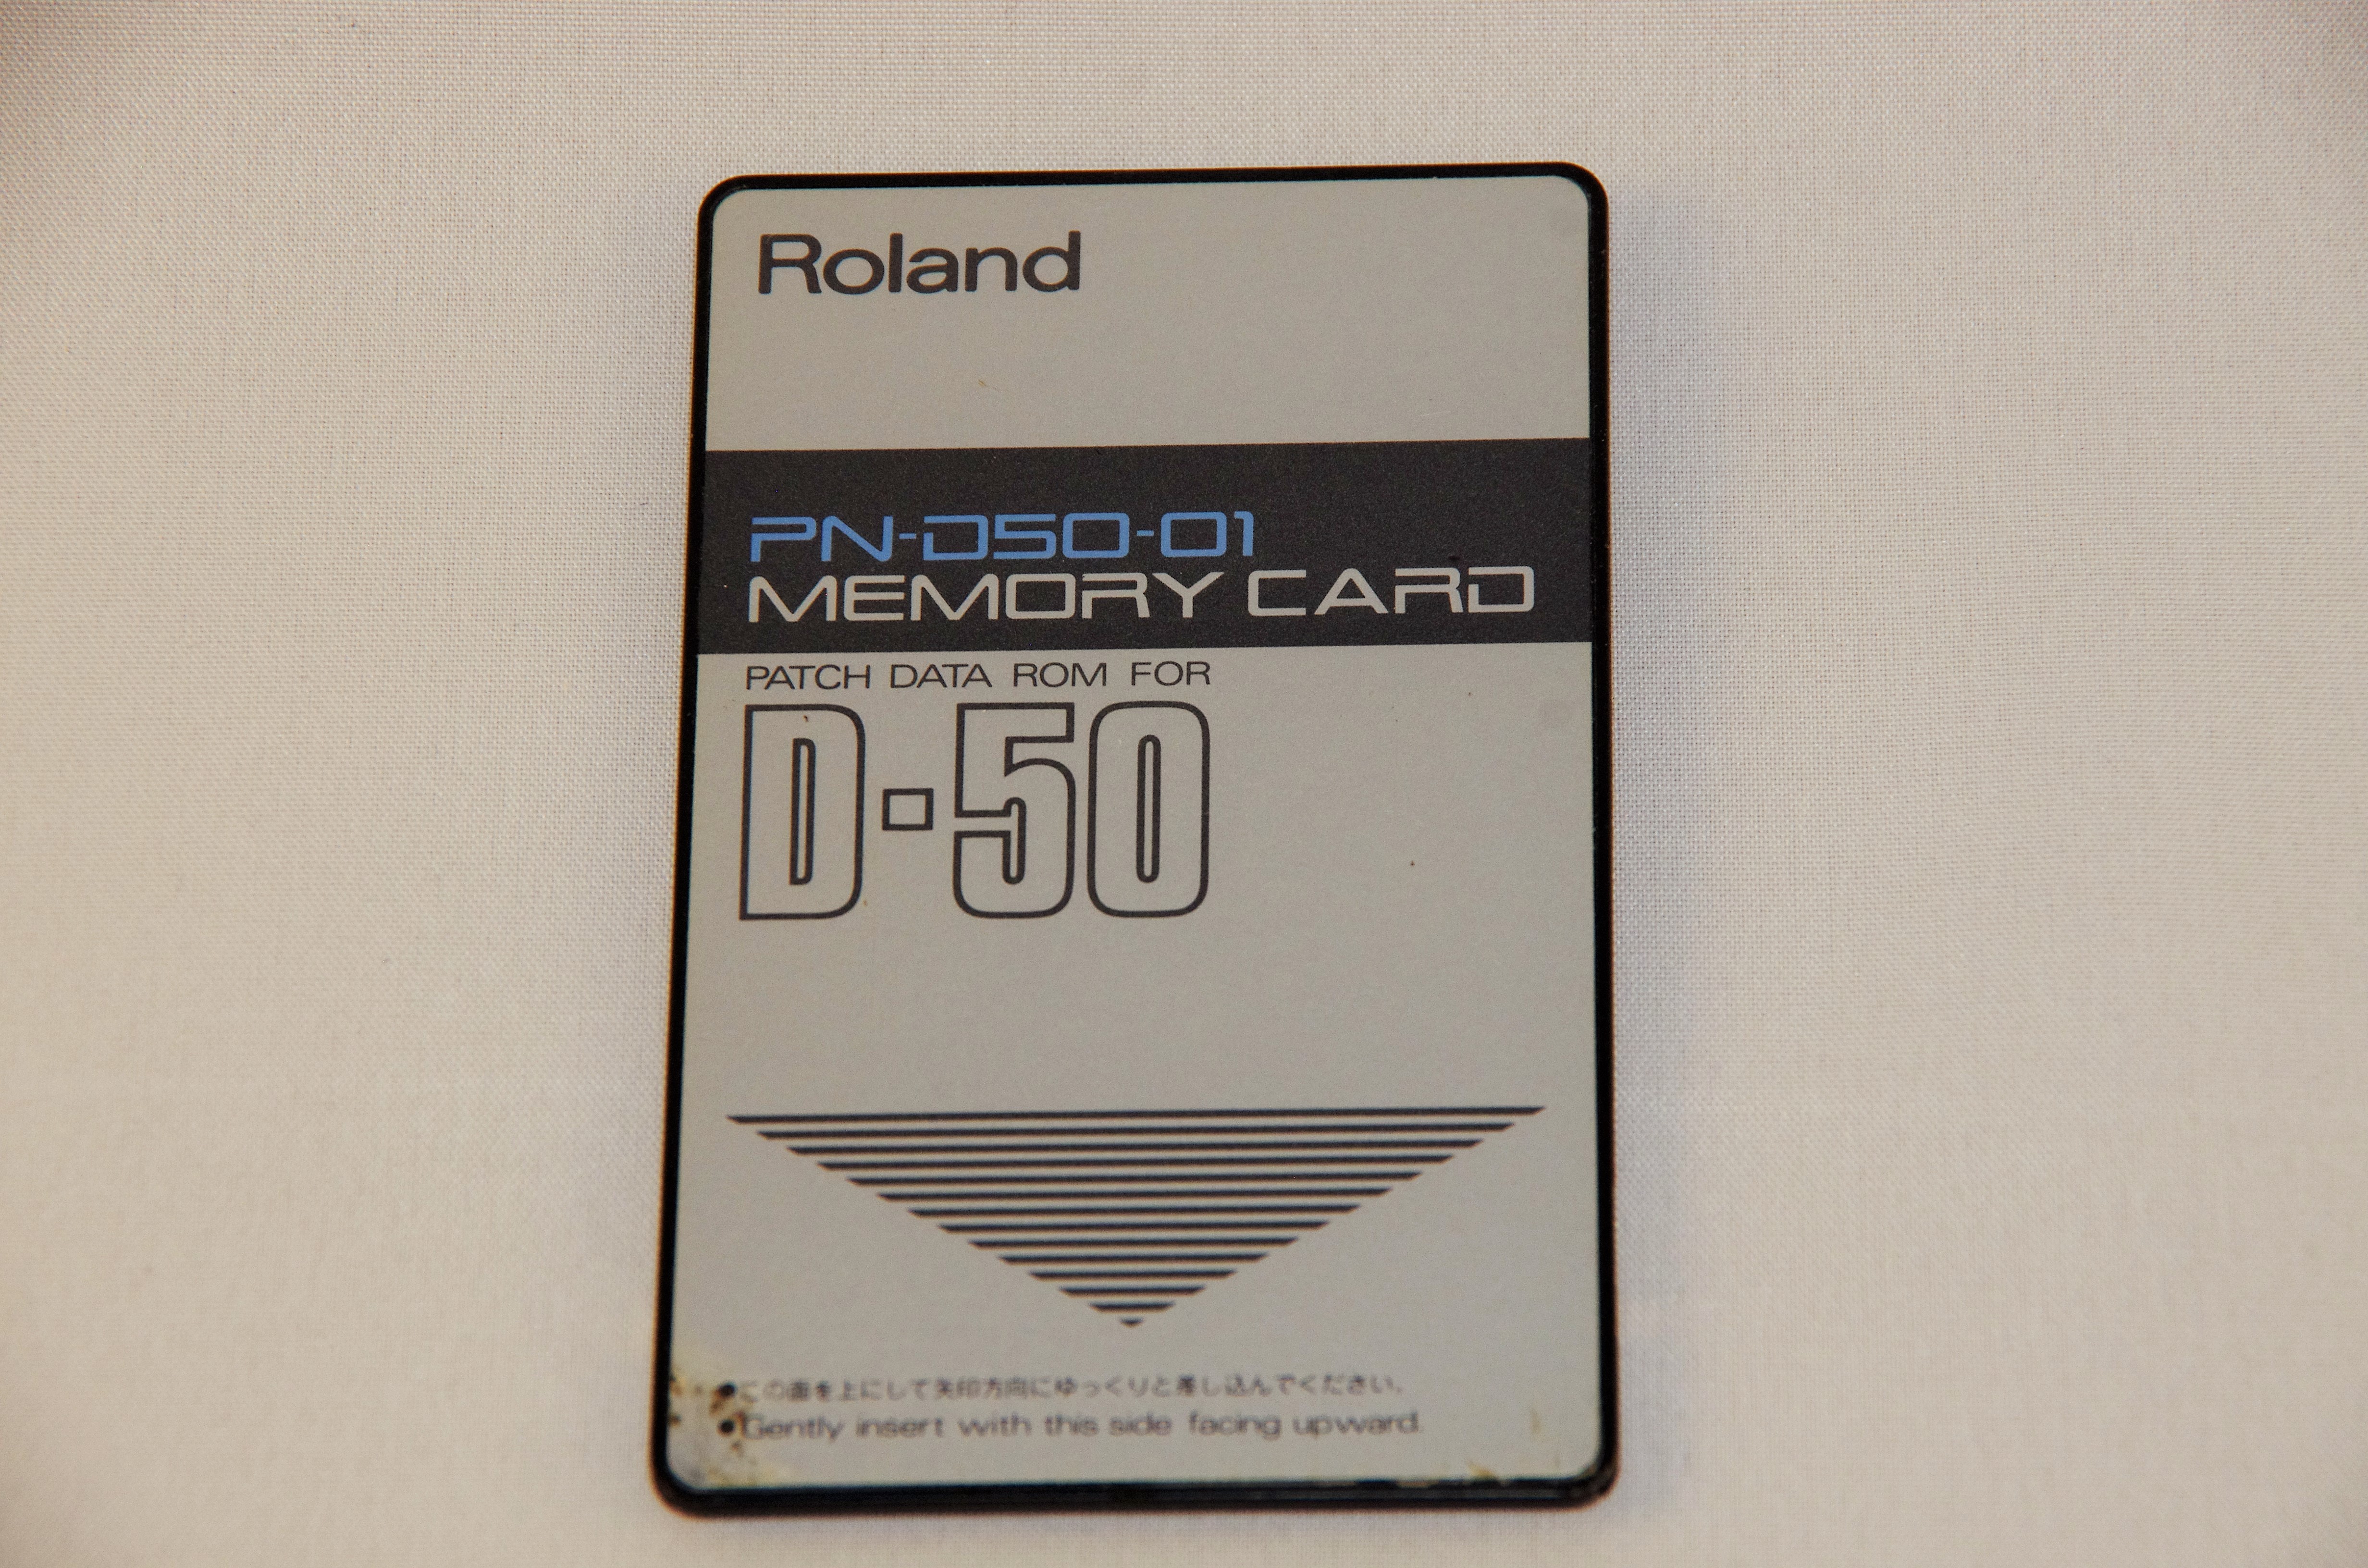 Roland
PN-D50-01
MEMORY CARD
PATCH DATA ROM FOR
D-50
●この面を上にして矢印方向にゆっくりと差し込んでください。
●Gently insert with this side facing upward.